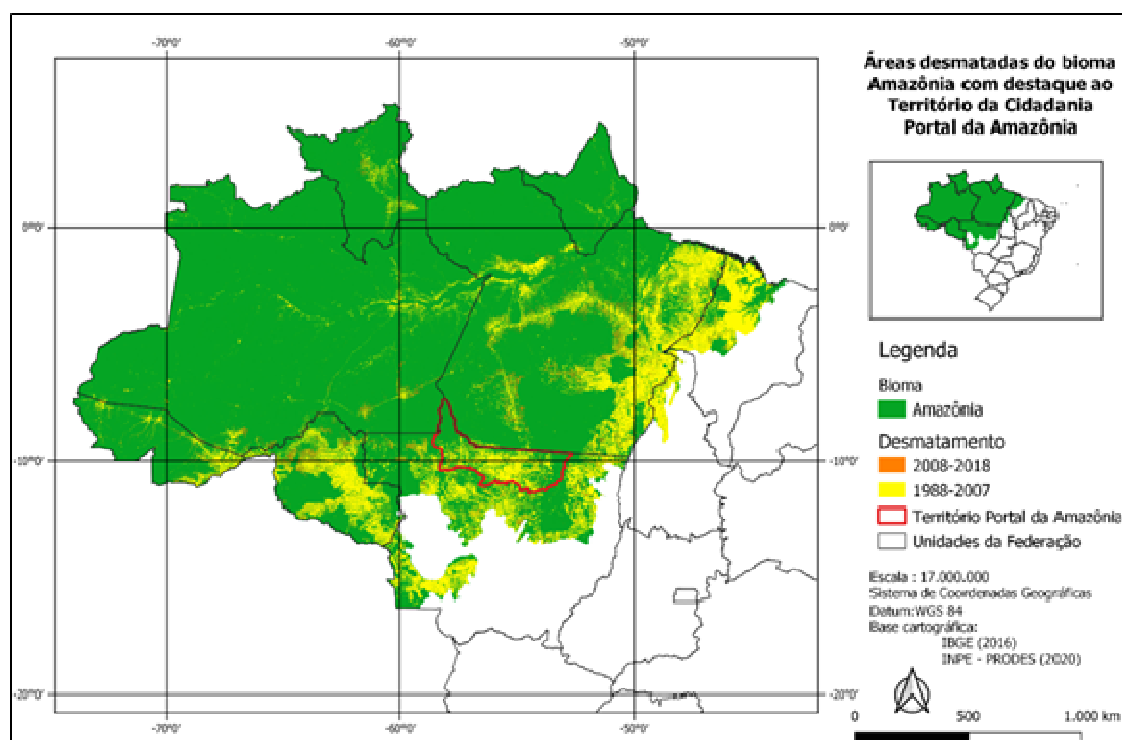 Áreas desmatadas do bioma
Amazônia com destaque ao
Território da Cidadania
Portal da Amazônia
-70°0'
-60°0'
-50°0'
0°0'
0°0'
-10°0'
-10°0'
-20°0'
-20°0'
-70°0'
-60°0'
-50°0'
Legenda
Bioma
Amazônia
Desmatamento
2008-2018
1988-2007
Território Portal da Amazônia
Unidades da Federação
Escala : 17.000.000
Sistema de Coordenadas Geográficas
Datum:WGS 84
Base cartográfica:
IBGE (2016)
INPE - PRODES (2020)
0 500 1.000 km